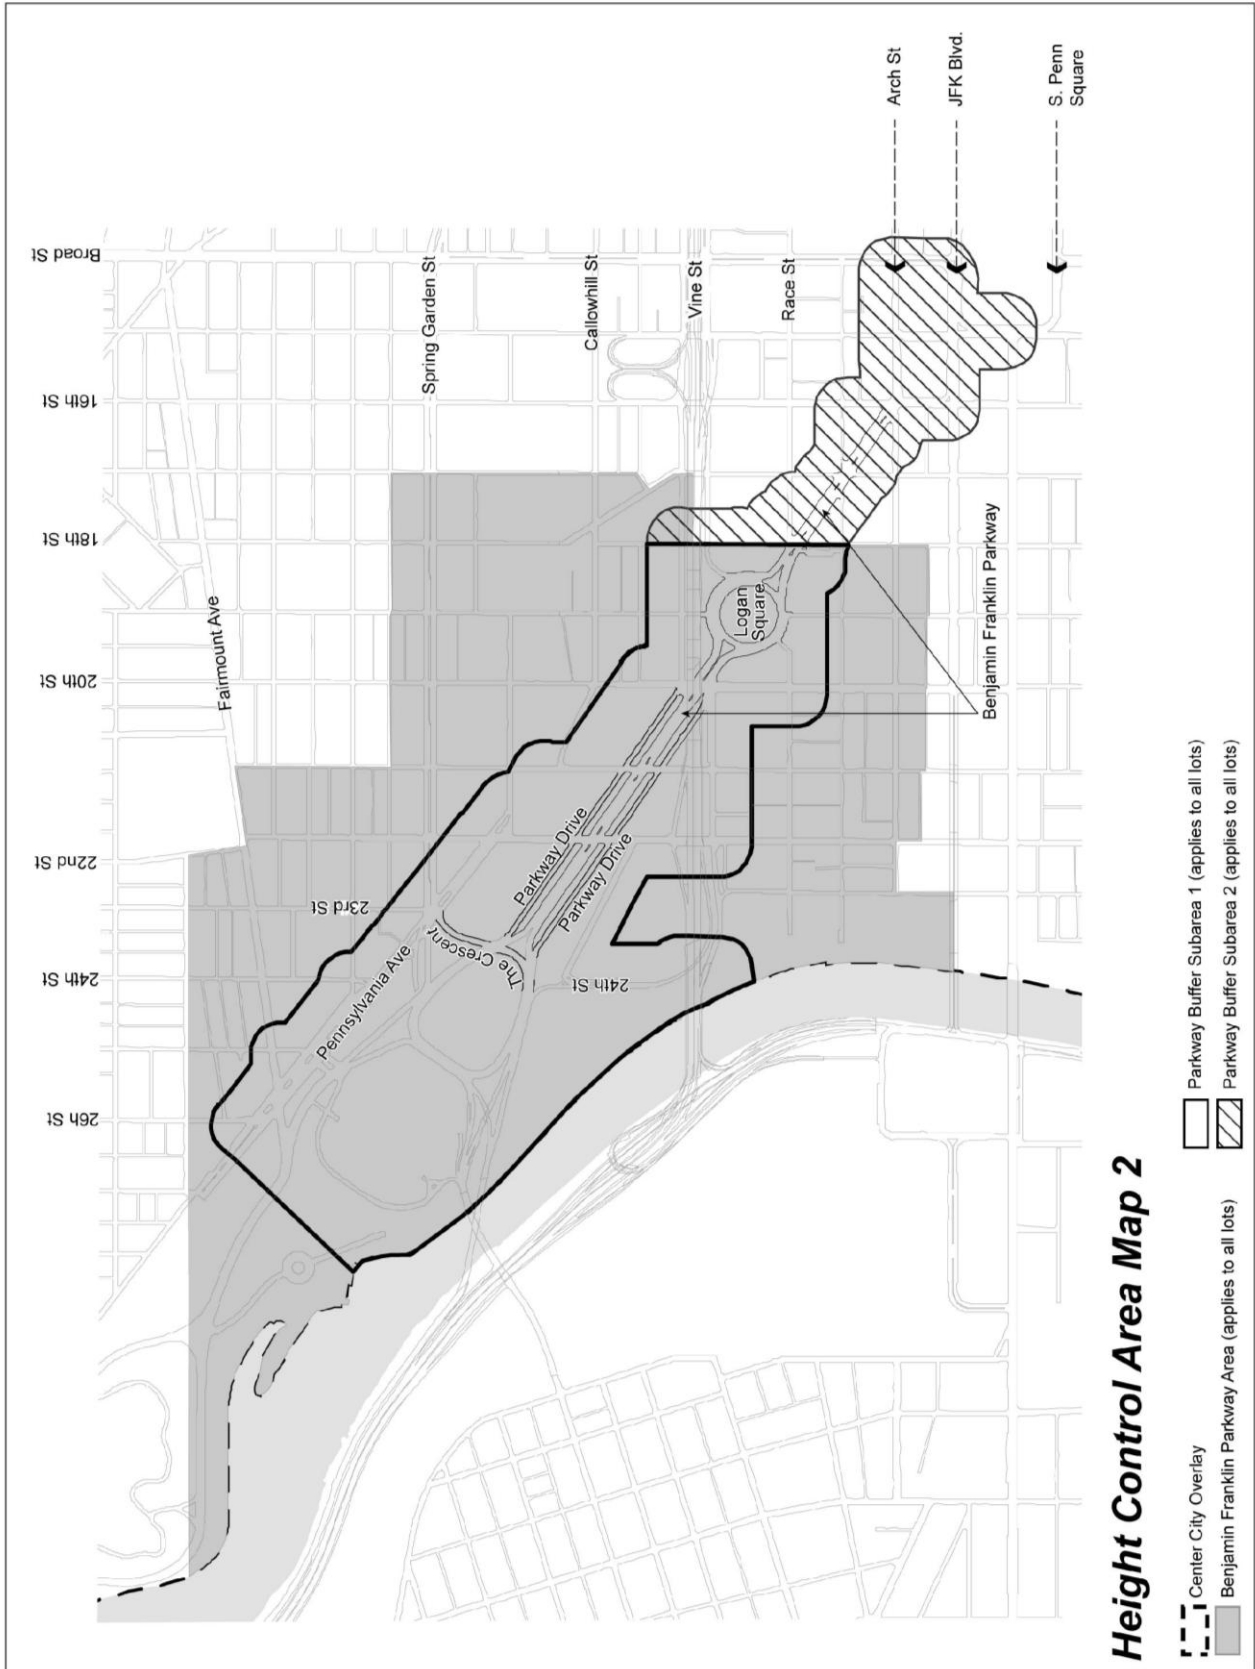 Broad St
16th St
18th St
20th St
22nd St
24th St
26th St
Fairmount Ave
Spring Garden St
Callowhill St
Vine St
Race St
Arch St
JFK Blvd.
S. Penn
Square
23rd St
Pennsylvania Ave
The Crescent
24th St
Parkway Drive
Parkway Drive
Logan
Square
Benjamin Franklin Parkway
Height Control Area Map 2
Center City Overlay
Benjamin Franklin Parkway Area (applies to all lots)
Parkway Buffer Subarea 1 (applies to all lots)
Parkway Buffer Subarea 2 (applies to all lots)